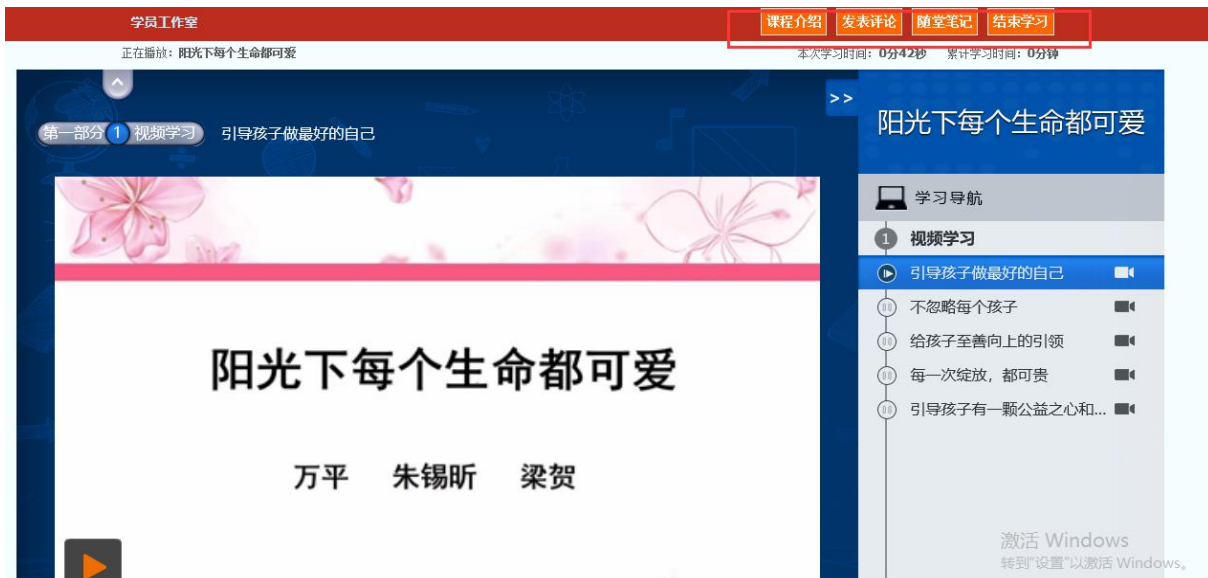 学员工作室 课程介绍 发表评论 随堂笔记 结束学习
正在播放：阳光下每个生命都可爱 本次学习时间：0分42秒 累计学习时间：0分钟
>>
阳光下每个生命都可爱
第一部分 1 视频学习 引导孩子做最好的自己
学习导航
1 视频学习
引导孩子做最好的自己
不忽略每个孩子
给孩子至善向上的引领
每一次绽放，都可贵
引导孩子有一颗公益之心和...
阳光下每个生命都可爱
万平 朱锡昕 梁贺
激活 Windows
转到"设置"以激活 Windows。